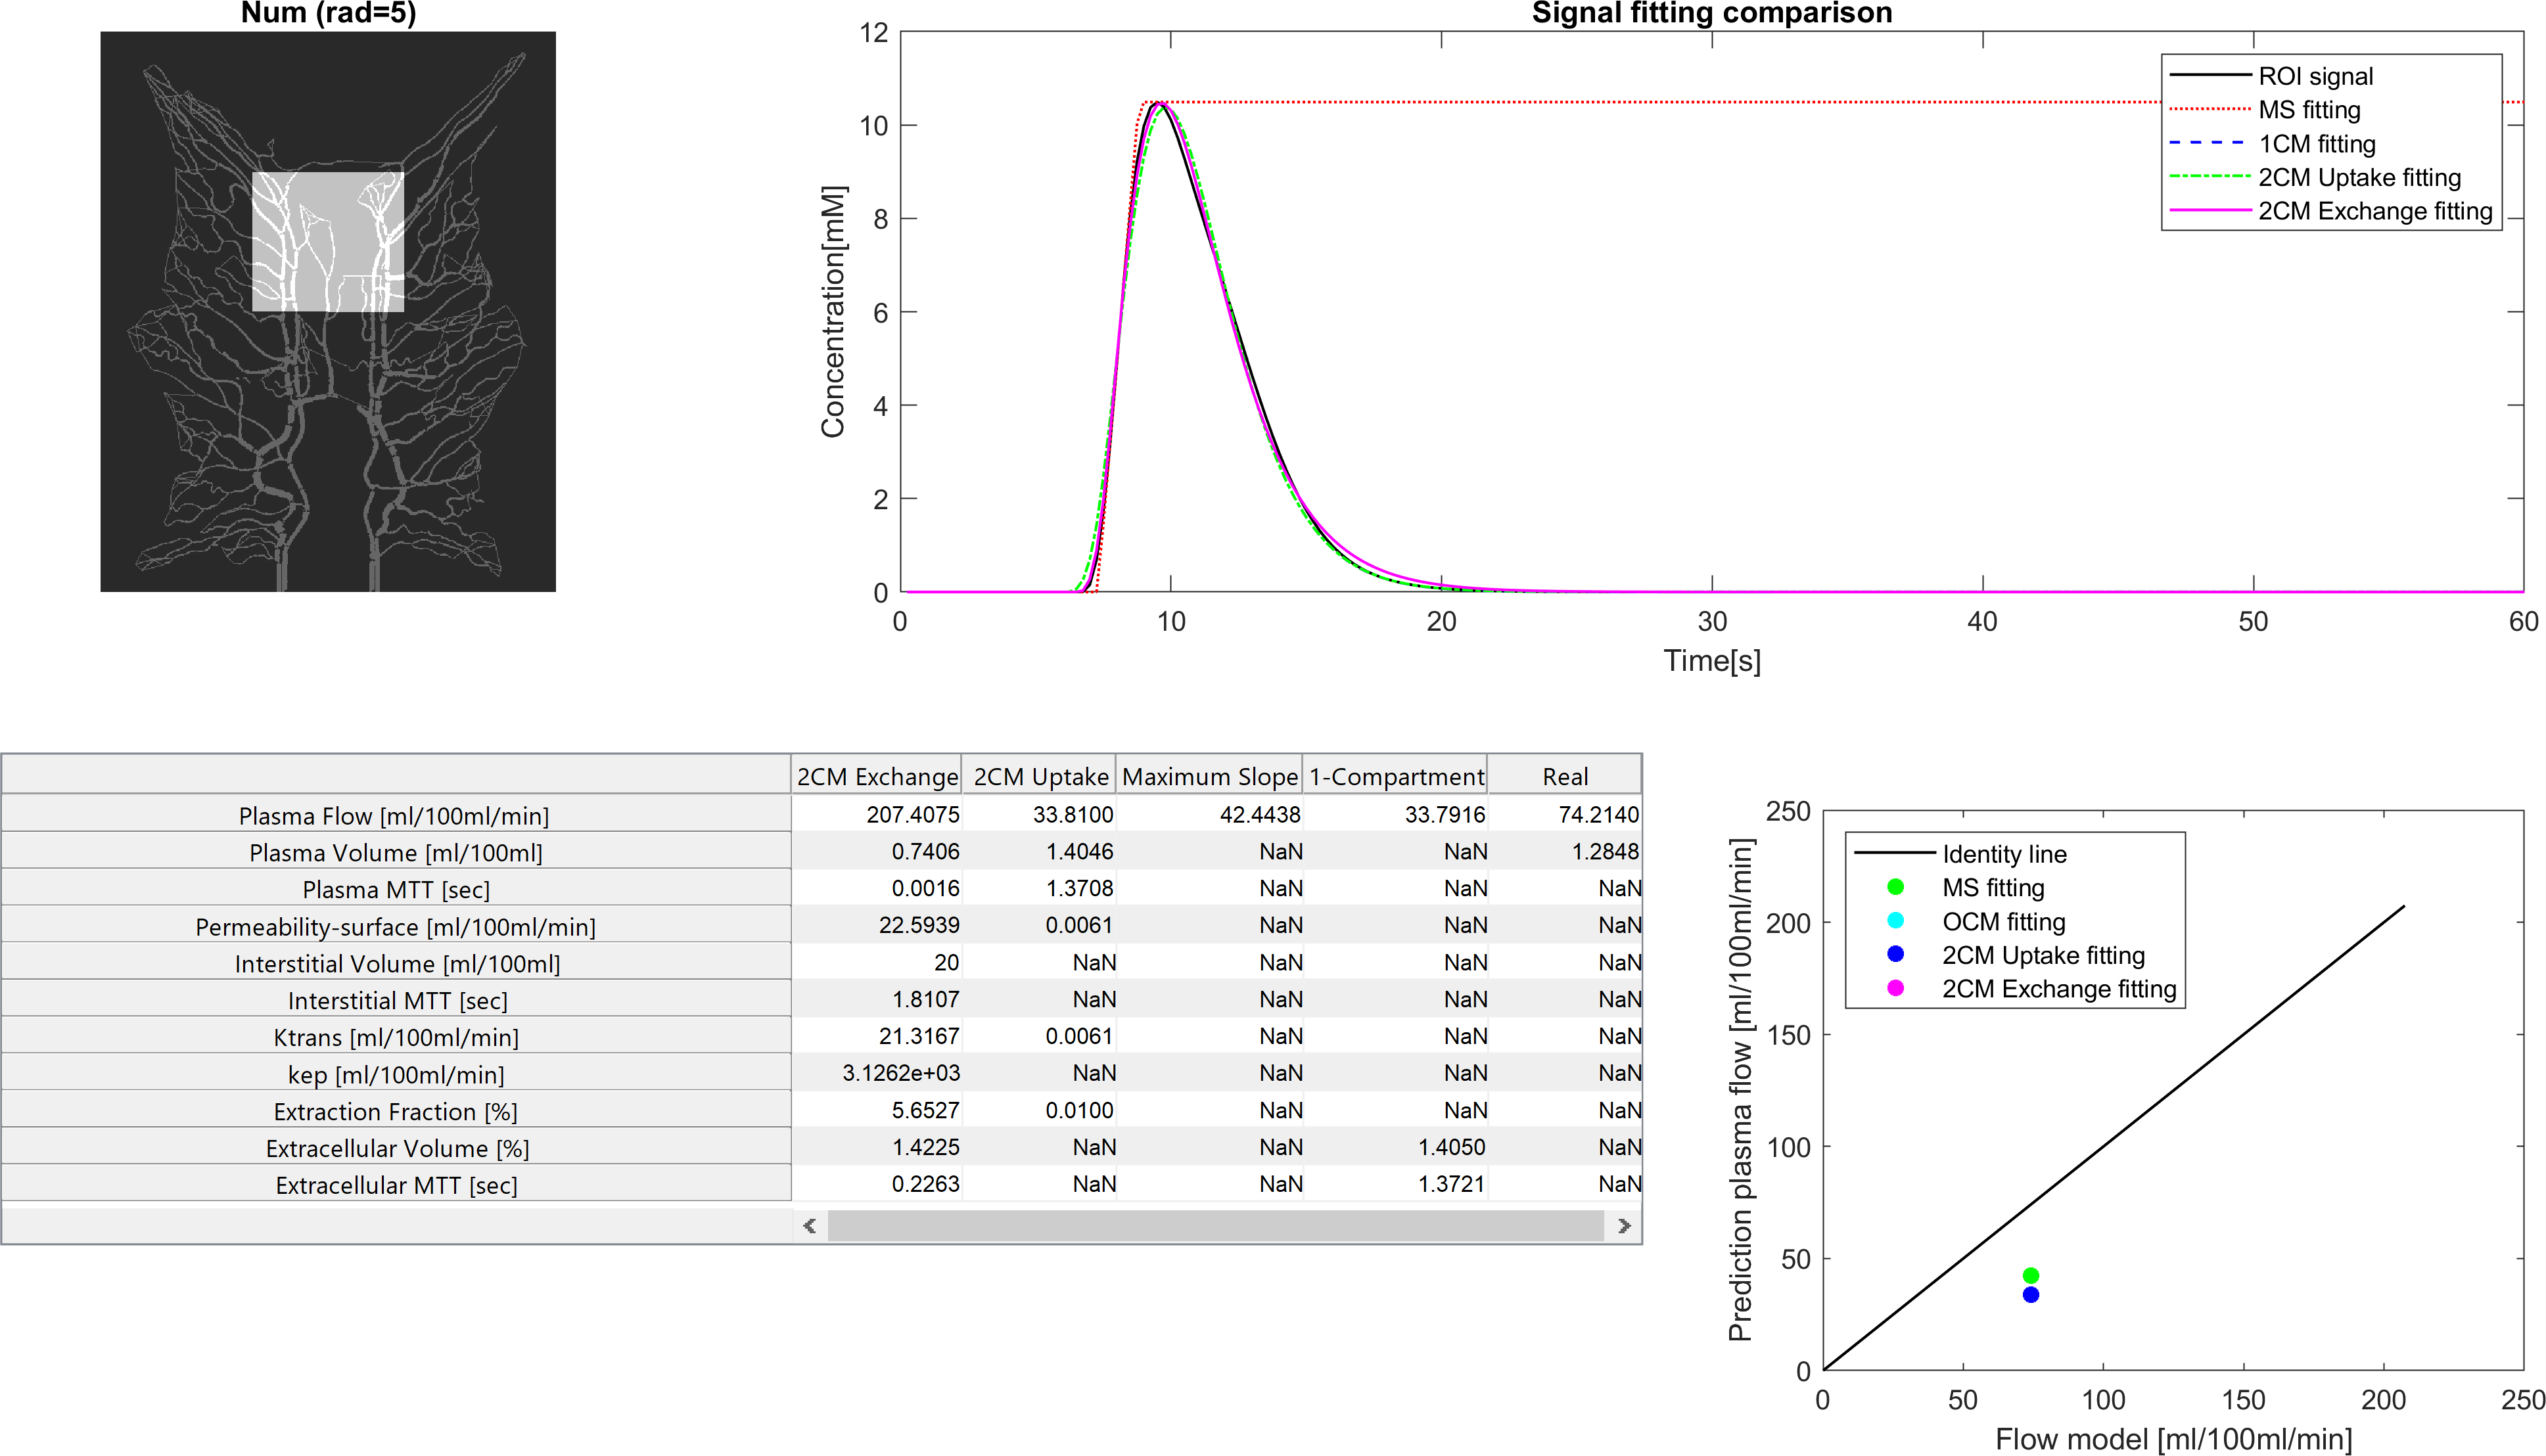 Num (rad=5)
Signal fitting comparison
12
10
8
6
4
2
0
Concentration[mM]
0 10 20 30 40 50 60
Time[s]
ROI signal
MS fitting
1CM fitting
2CM Uptake fitting
2CM Exchange fitting
2CM Exchange 2CM Uptake Maximum Slope 1-Compartment Real
Plasma Flow [ml/100ml/min] 207.4075 33.8100 42.4438 33.7916 74.2140
Plasma Volume [ml/100ml] 0.7406 1.4046 NaN NaN 1.2848
Plasma MTT [sec] 0.0016 1.3708 NaN NaN NaN
Permeability-surface [ml/100ml/min] 22.5939 0.0061 NaN NaN NaN
Interstitial Volume [ml/100ml] 20 NaN NaN NaN NaN
Interstitial MTT [sec] 1.8107 NaN NaN NaN NaN
Ktrans [ml/100ml/min] 21.3167 0.0061 NaN NaN NaN
kep [ml/100ml/min] 3.1262e+03 NaN NaN NaN NaN
Extraction Fraction [%] 5.6527 0.0100 NaN NaN NaN
Extracellular Volume [%] 1.4225 NaN NaN 1.4050 NaN
Extracellular MTT [sec] 0.2263 NaN NaN 1.3721 NaN
250
200
150
100
50
0
Prediction plasma flow [ml/100ml/min]
Identity line
MS fitting
OCM fitting
2CM Uptake fitting
2CM Exchange fitting
0 50 100 150 200 250
Flow model [ml/100ml/min]